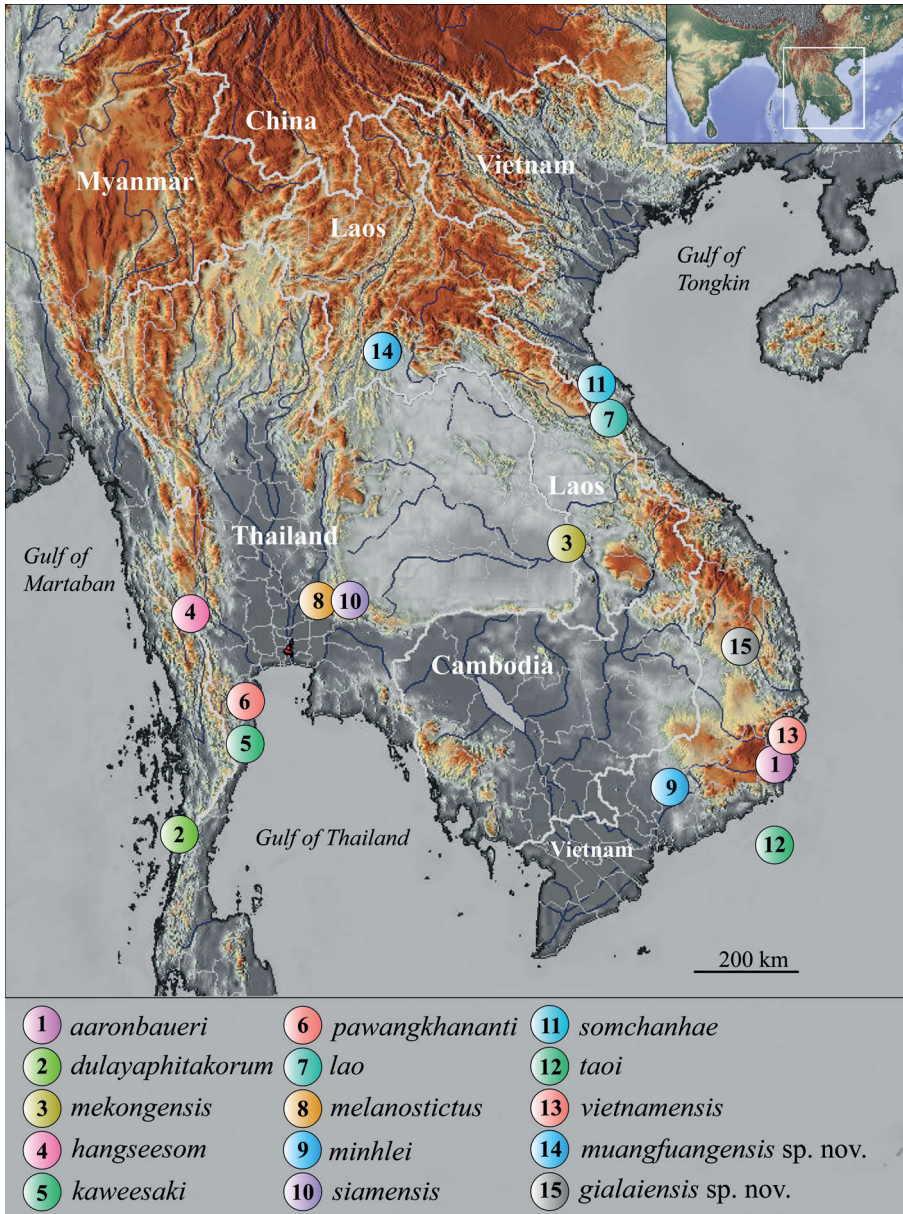 China
Myanmar
Vietnam
Laos
Gulf of
Tongkin
14
11
7
Laos
Thailand
3
Gulf of
Martaban
4
8
10
15
Cambodia
6
13
5
1
9
2
Gulf of Thailand
Vietnam
12
200 km
1 aaronbaueri
2 dulayaphitakorum
3 mekongensis
4 hangseesom
5 kaweesaki
6 pawangkhananti
7 lao
8 melanostictus
9 minhlei
10 siamensis
11 somchanhae
12 taoi
13 vietnamensis
14 muangfuangensis sp. nov.
15 gialaiensis sp. nov.